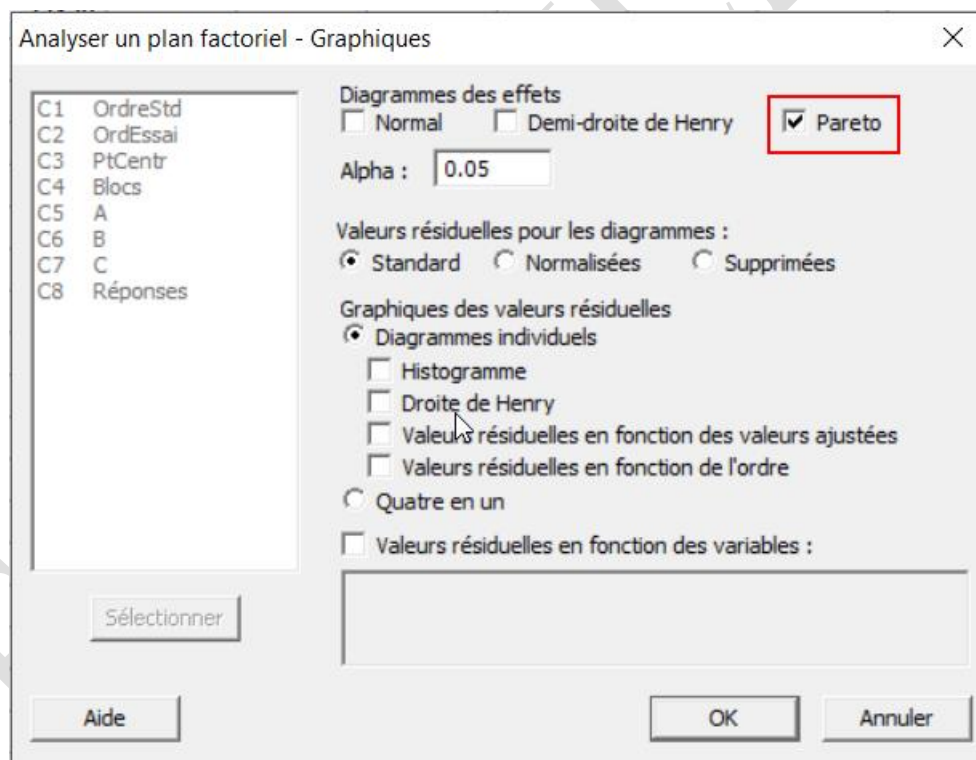 Analyser un plan factoriel - Graphiques
C1 OrdreStd
C2 OrdEssai
C3 PtCentr
C4 Blocs
C5 A
C6 B
C7 C
C8 Réponses
Sélectionner
Diagrammes des effets
Normal Demi-droite de Henry Pareto
Alpha : 0.05
Valeurs résiduelles pour les diagrammes :
Standard Normalisées Supprimées
Graphiques des valeurs résiduelles
Diagrammes individuels
Histogramme
Droite de Henry
Valeurs résiduelles en fonction des valeurs ajustées
Valeurs résiduelles en fonction de l'ordre
Quatre en un
Valeurs résiduelles en fonction des variables :
Aide OK Annuler